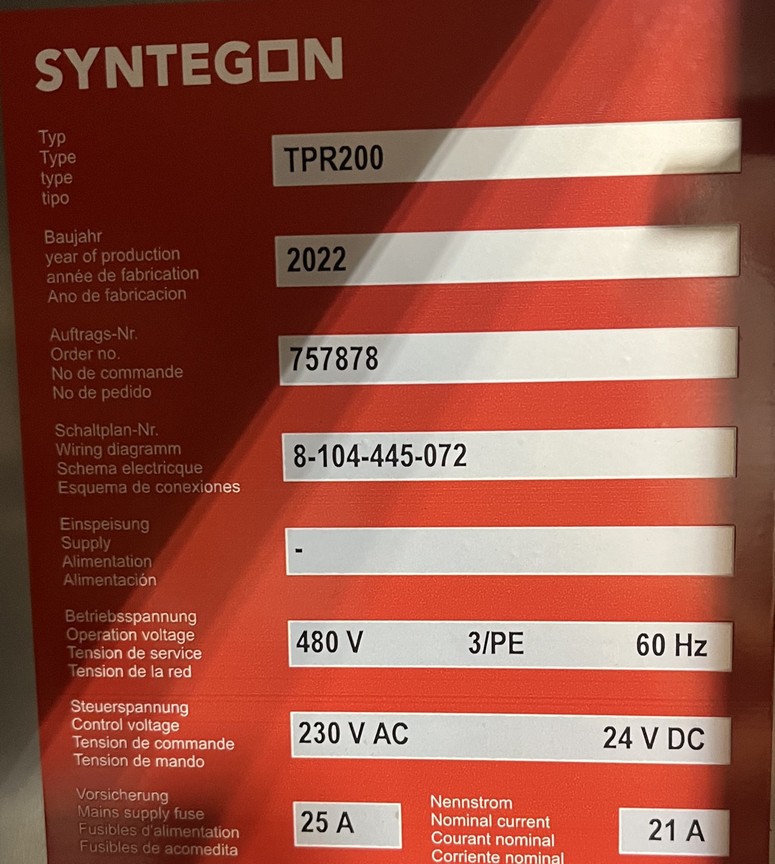 SYNTEGON
Typ
Type
type
tipo
TPR200
Baujahr
year of production
année de fabrication
Ano de fabricacion
2022
Auftrags-Nr.
Order no.
No de commande
No de pedido
757878
Schaltplan-Nr.
Wiring diagramm
Schema electricque
Esquema de conexiones
8-104-445-072
Einspeisung
Supply
Alimentation
Alimentación
-
Betriebsspannung
Operation voltage
Tension de service
Tension de la red
480 V 3/PE 60 Hz
Steuerspannung
Control voltage
Tension de commande
Tension de mando
230 V AC 24 V DC
Vorsicherung
Mains supply fuse
Fusibles d'alimentation
Fusibles de acomedita
25 A
Nennstrom
Nominal current
Courant nominal
Corriente nominal
21 A